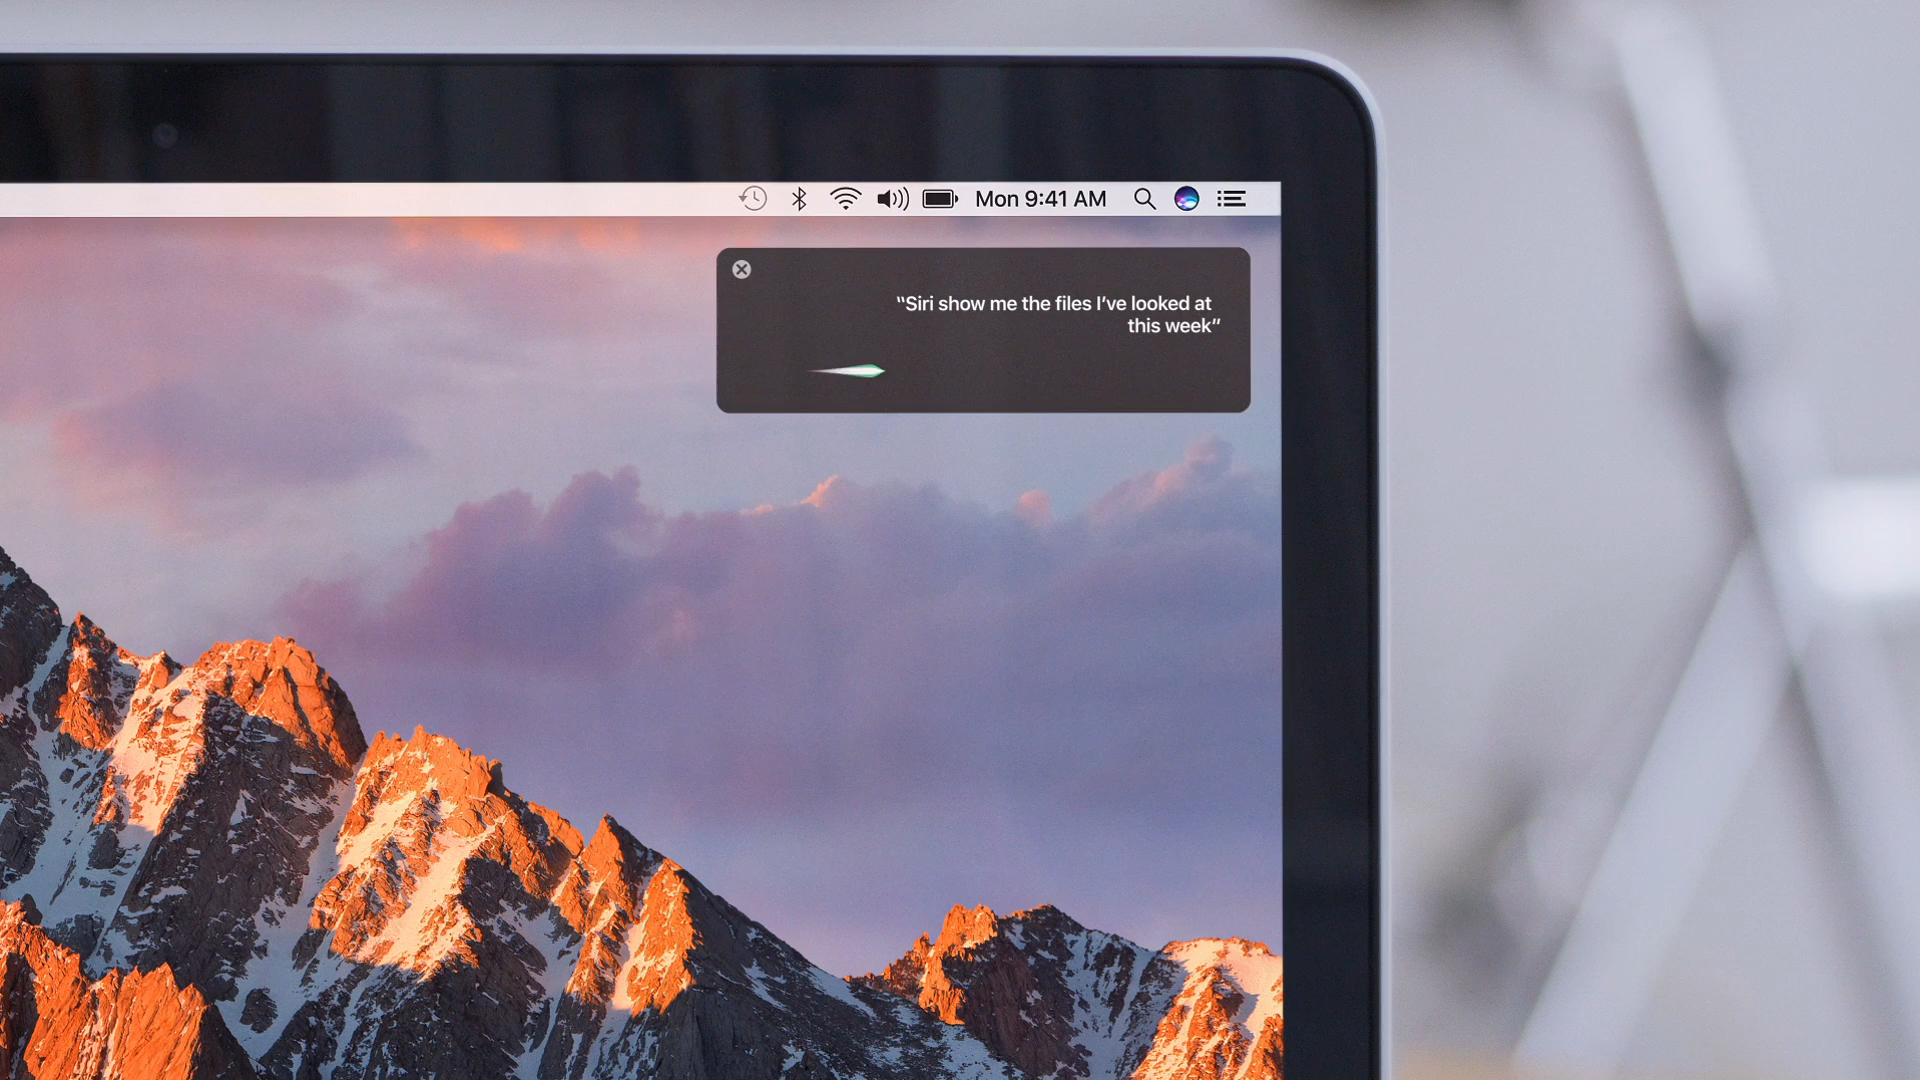 Mon 9:41 AM
“Siri show me the files I’ve looked at
this week”